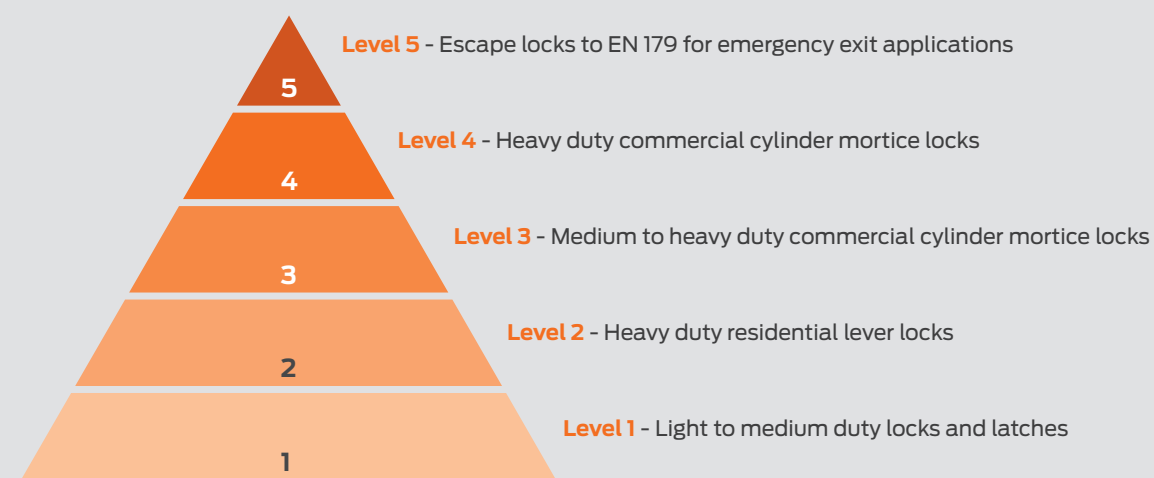 Level 5 - Escape locks to EN 179 for emergency exit applications
5
Level 4 - Heavy duty commercial cylinder mortice locks
4
Level 3 - Medium to heavy duty commercial cylinder mortice locks
3
Level 2 - Heavy duty residential lever locks
2
Level 1 - Light to medium duty locks and latches
1